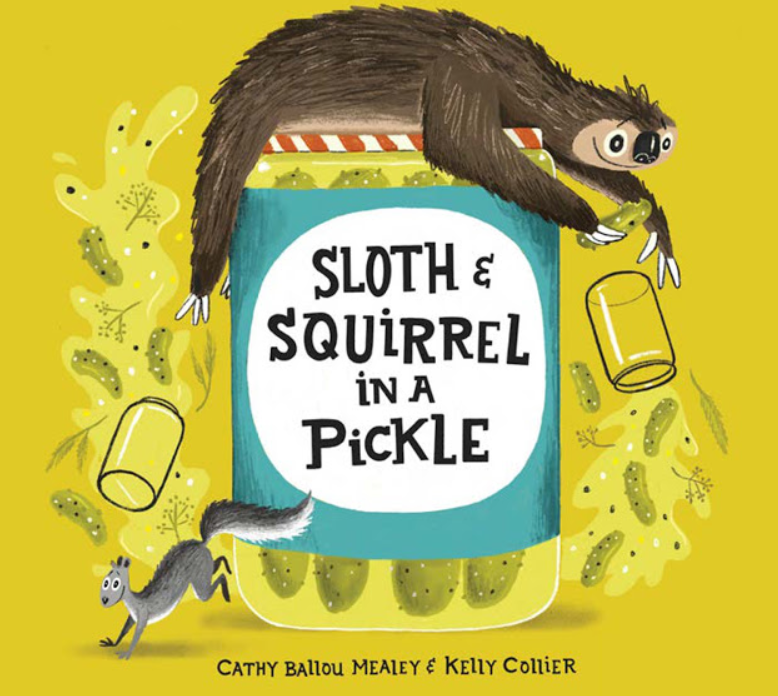 SLOTH &
SQUiRREL
iN A
PiCKLE
CATHY BALLOU MEALEY & KELLY COLLiER